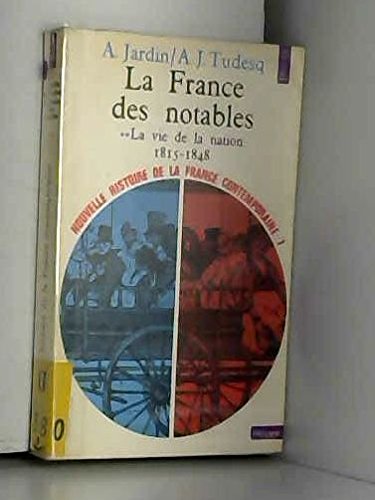 A. Jardin/A. J. Tudesq
La France
des notables
**La vie de la nation
1815-1848
NOUVELLE HISTOIRE DE LA FRANCE CONTEMPORAINE/7